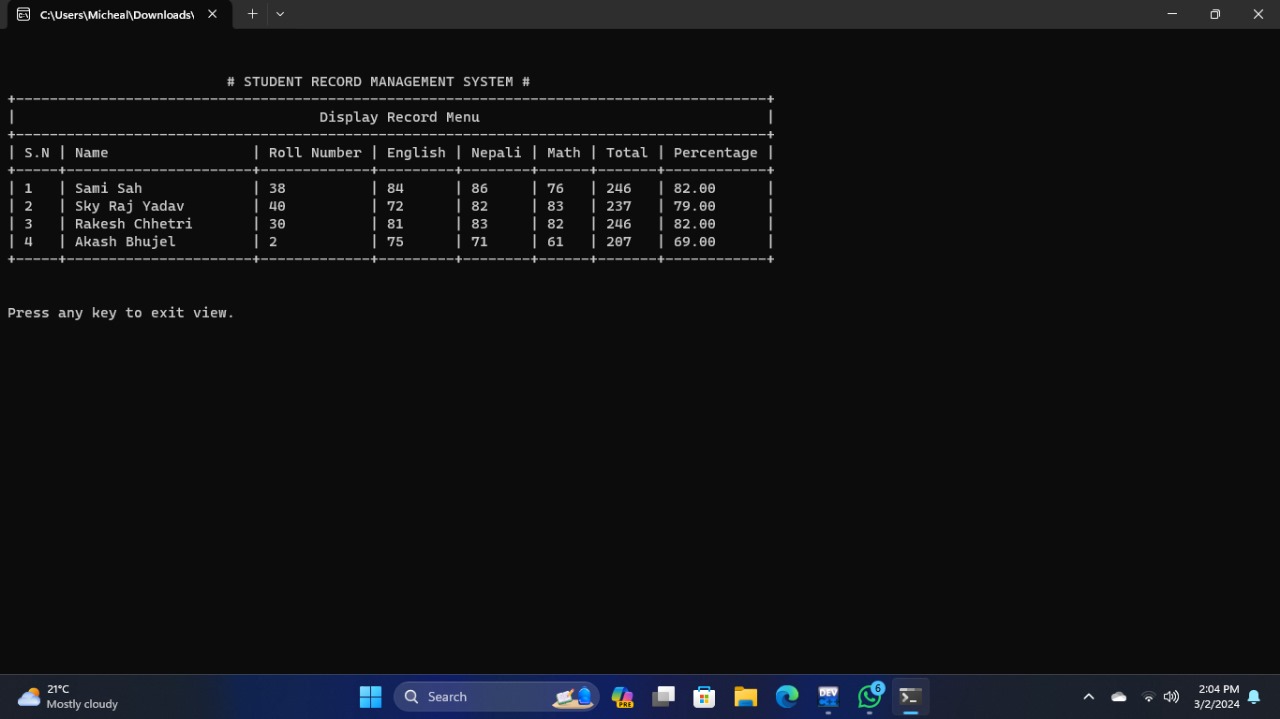 C:\Users\Micheal\Downloads\
# STUDENT RECORD MANAGEMENT SYSTEM #
Display Record Menu
| S.N | Name | Roll Number | English | Nepali | Math | Total | Percentage |
| 1 | Sami Sah | 38 | 84 | 86 | 76 | 246 | 82.00 |
| 2 | Sky Raj Yadav | 40 | 72 | 82 | 83 | 237 | 79.00 |
| 3 | Rakesh Chhetri | 30 | 81 | 83 | 82 | 246 | 82.00 |
| 4 | Akash Bhujel | 2 | 75 | 71 | 61 | 207 | 69.00 |
Press any key to exit view.
21°C
Mostly cloudy
Search
PRE
DEV
6
2:04 PM
3/2/2024